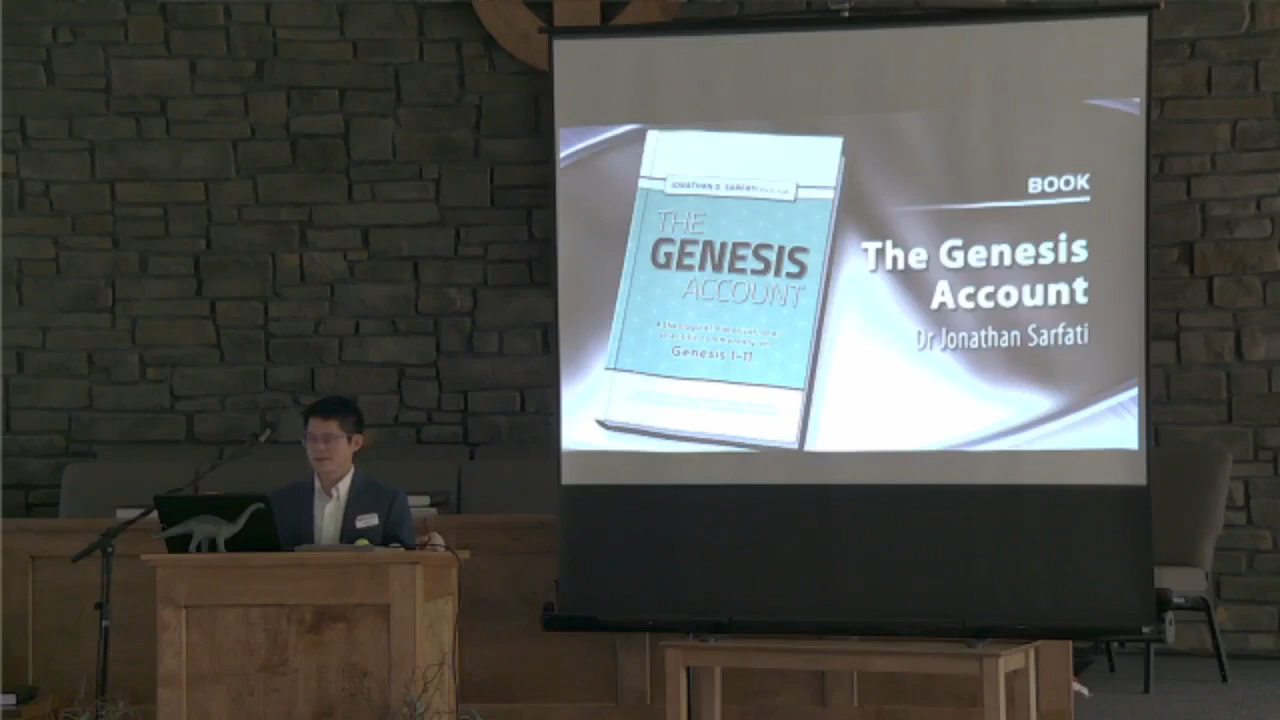 JONATHAN D. SARFATI
THE
GENESIS
ACCOUNT
Genesis 1–11
BOOK
The Genesis
Account
Dr Jonathan Sarfati